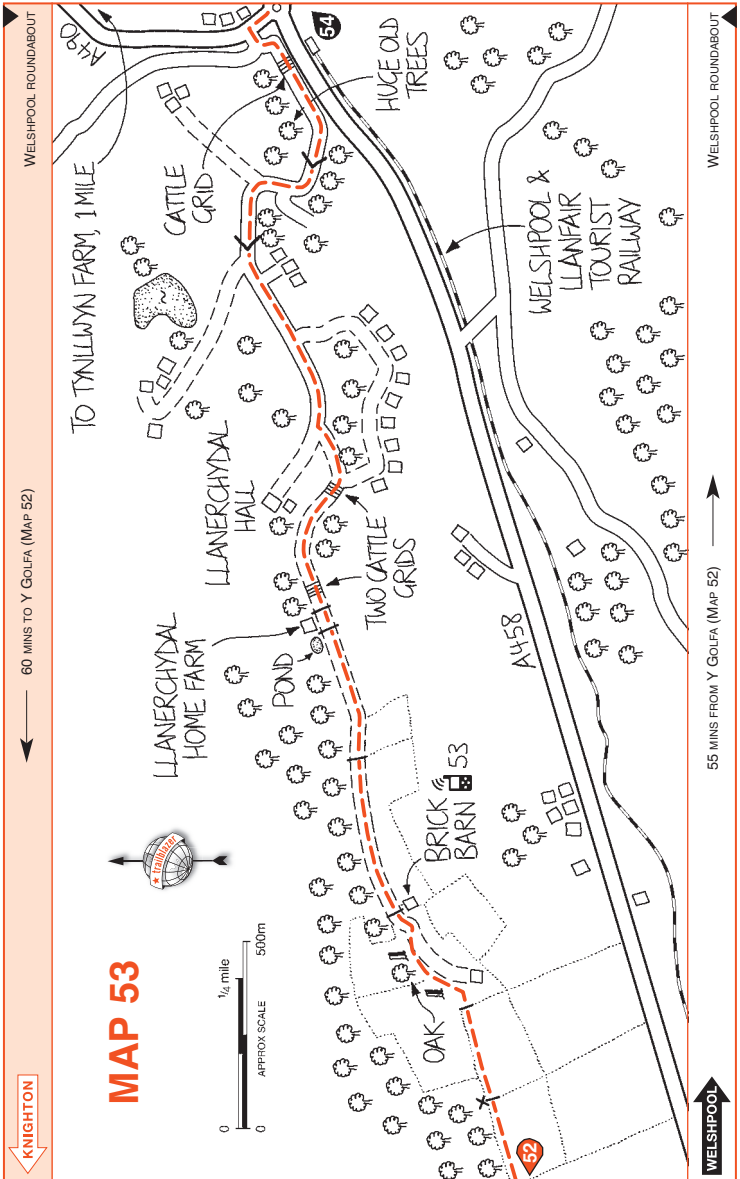 KNIGHTON
60 MINS TO Y GOLFA (MAP 52)
WELSHPOOL ROUNDABOUT
MAP 53
1/4 mile
0
0
500m
APPROX SCALE
★ trailblazer
LLANERCHYDAL
HOME FARM
POND
LLANERCHYDAL
HALL
TO TYNLLWYN FARM, 1 MILE
A490
CATTLE
GRID
54
HUGE OLD
TREES
TWO CATTLE
GRIDS
WELSHPOOL &
LLANFAIR
TOURIST
RAILWAY
BRICK
BARN
53
OAK
A458
52
WELSHPOOL
55 MINS FROM Y GOLFA (MAP 52)
WELSHPOOL ROUNDABOUT